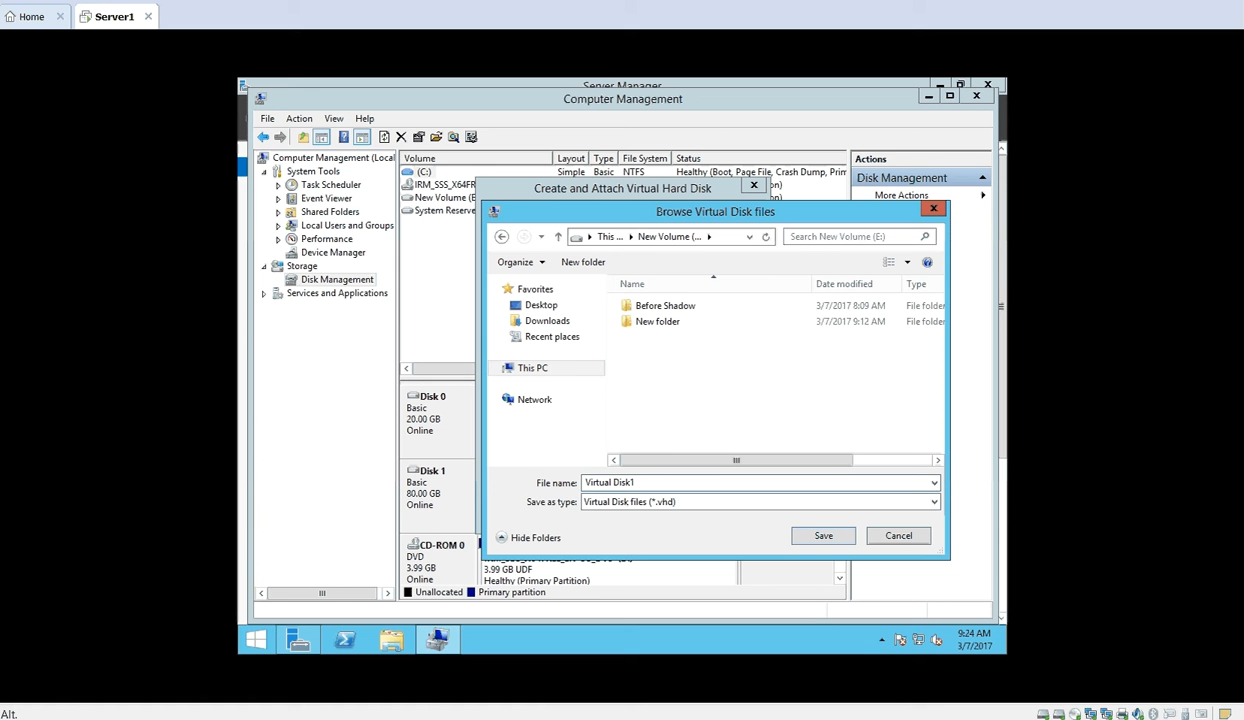 Home
Server1
Server Manager
Computer Management
File Action View Help
Computer Management (Local
System Tools
Task Scheduler
Event Viewer
Shared Folders
Local Users and Groups
Performance
Device Manager
Storage
Disk Management
Services and Applications
Volume Layout Type File System Status
(C:) Simple Basic NTFS Healthy (Boot, Page File, Crash Dump, Prim
IRM_SSS_X64FR
New Volume (E
System Reserve
Actions
Disk Management
More Actions
Create and Attach Virtual Hard Disk
Browse Virtual Disk files
This ... New Volume (... Search New Volume (E:)
Organize New folder
Favorites
Desktop
Downloads
Recent places
This PC
Network
Name Date modified Type
Before Shadow 3/7/2017 8:09 AM File folder
New folder 3/7/2017 9:12 AM File folder
File name: Virtual Disk1
Save as type: Virtual Disk files (*.vhd)
Hide Folders Save Cancel
Disk 0
Basic
20.00 GB
Online
Disk 1
Basic
80.00 GB
Online
CD-ROM 0
DVD
3.99 GB
Online
3.99 GB UDF
Healthy (Primary Partition)
Unallocated Primary partition
9:24 AM
3/7/2017
Alt.